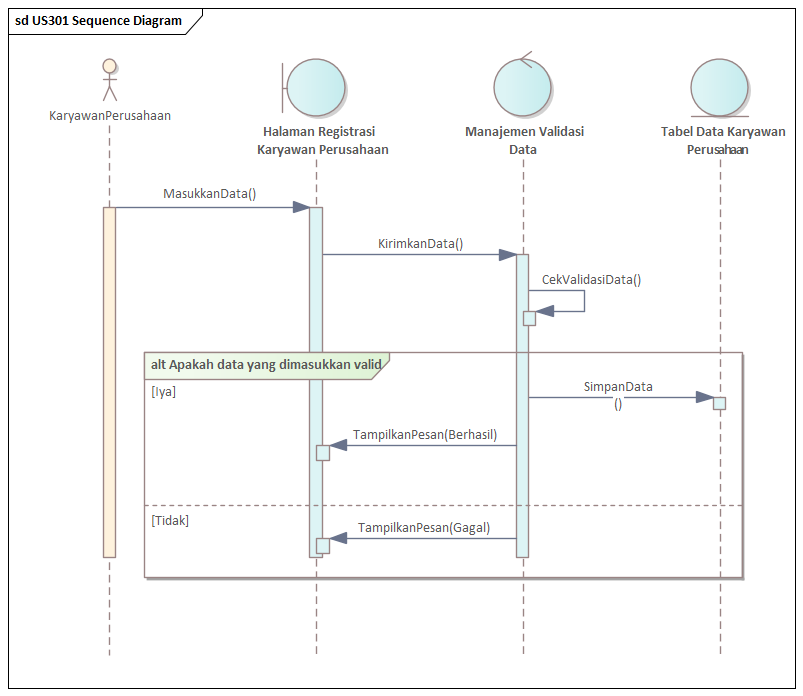 sd US301 Sequence Diagram
KaryawanPerusahaan
Halaman Registrasi
Karyawan Perusahaan
Manajemen Validasi
Data
Tabel Data Karyawan
Perusahaan
MasukkanData()
KirimkanData()
CekValidasiData()
alt Apakah data yang dimasukkan valid
[Iya]
SimpanData
()
TampilkanPesan(Berhasil)
[Tidak]
TampilkanPesan(Gagal)